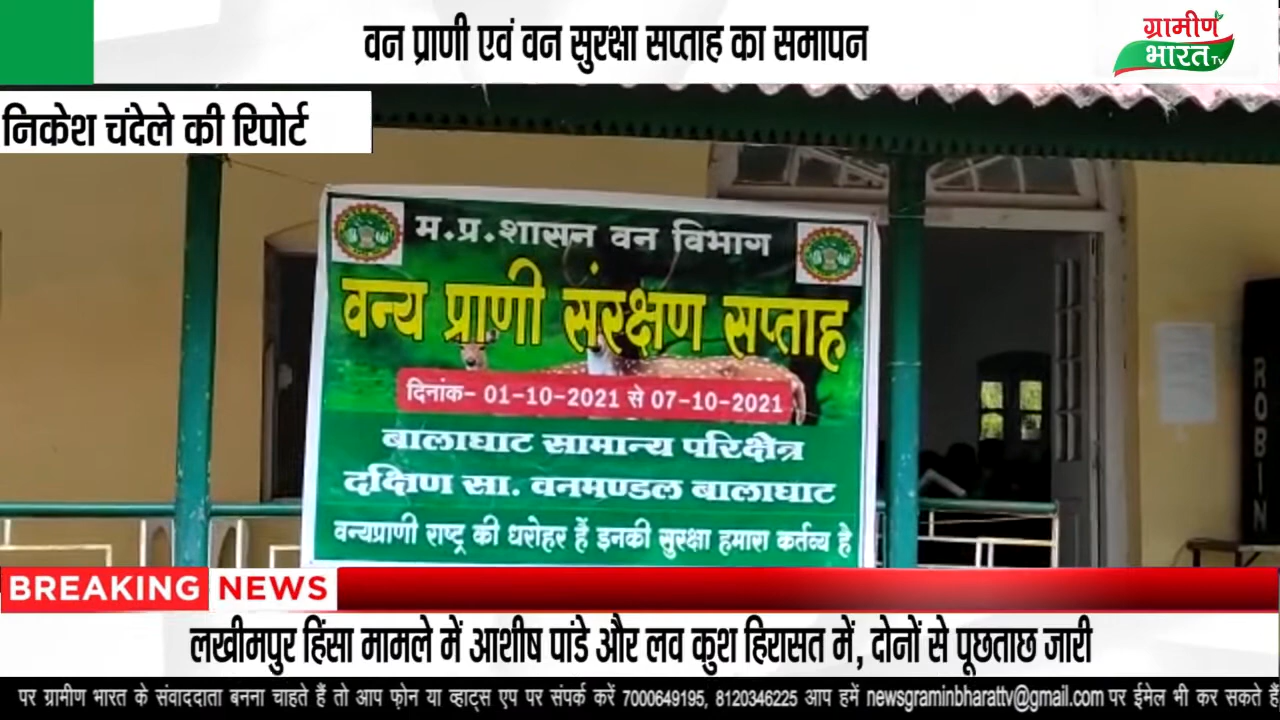 वन प्राणी एवं वन सुरक्षा सप्ताह का समापन
ग्रामीण
भारत Tv
निकेश चंदेले की रिपोर्ट
म.प्र.शासन वन विभाग
वन्य प्राणी संरक्षण सप्ताह
दिनांक- 01-10-2021 से 07-10-2021
बालाघाट सामान्य परिक्षेत्र
दक्षिण सा. वनमण्डल बालाघाट
वन्यप्राणी राष्ट्र की धरोहर हैं इनकी सुरक्षा हमारा कर्तव्य है
ROBIN
BREAKING NEWS
लखीमपुर हिंसा मामले में आशीष पांडे और लव कुश हिरासत में, दोनों से पूछताछ जारी
पर ग्रामीण भारत के संवाददाता बनना चाहते हैं तो आप फ़ोन या व्हाट्स एप पर संपर्क करें 7000649195, 8120346225 आप हमें newsgraminbharattv@gmail.com पर ईमेल भी कर सकते हैं